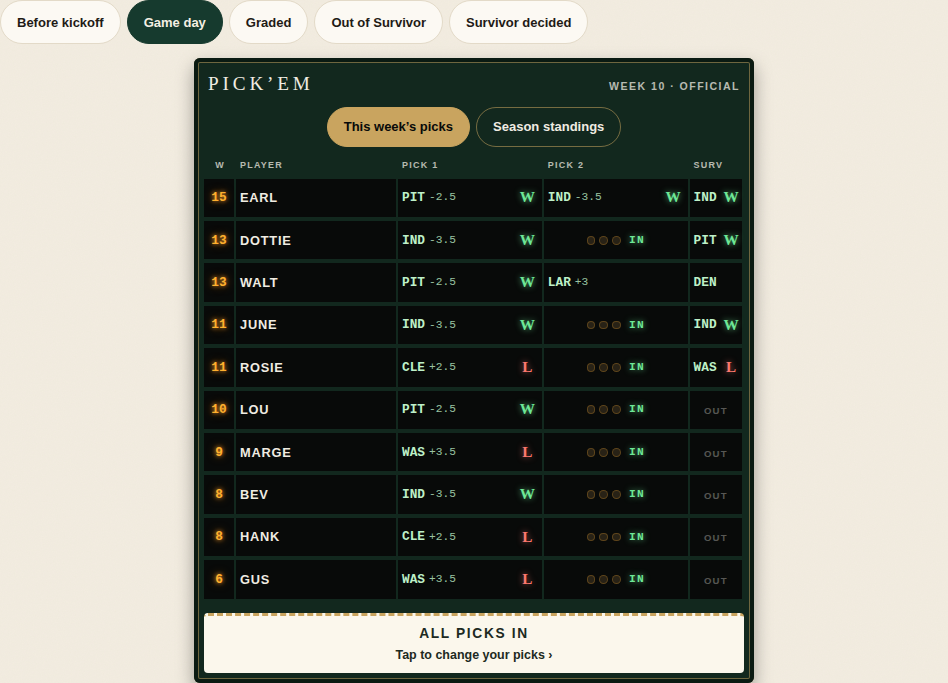 Before kickoff Game day Graded Out of Survivor Survivor decided
PICK’EM WEEK 10 · OFFICIAL
This week’s picks Season standings
W PLAYER PICK 1 PICK 2 SURV
15 EARL PIT -2.5 W IND -3.5 W IND W
13 DOTTIE IND -3.5 W IN PIT W
13 WALT PIT -2.5 W LAR +3 DEN
11 JUNE IND -3.5 W IN IND W
11 ROSIE CLE +2.5 L IN WAS L
10 LOU PIT -2.5 W IN OUT
9 MARGE WAS +3.5 L IN OUT
8 BEV IND -3.5 W IN OUT
8 HANK CLE +2.5 L IN OUT
6 GUS WAS +3.5 L IN OUT
ALL PICKS IN
Tap to change your picks ›